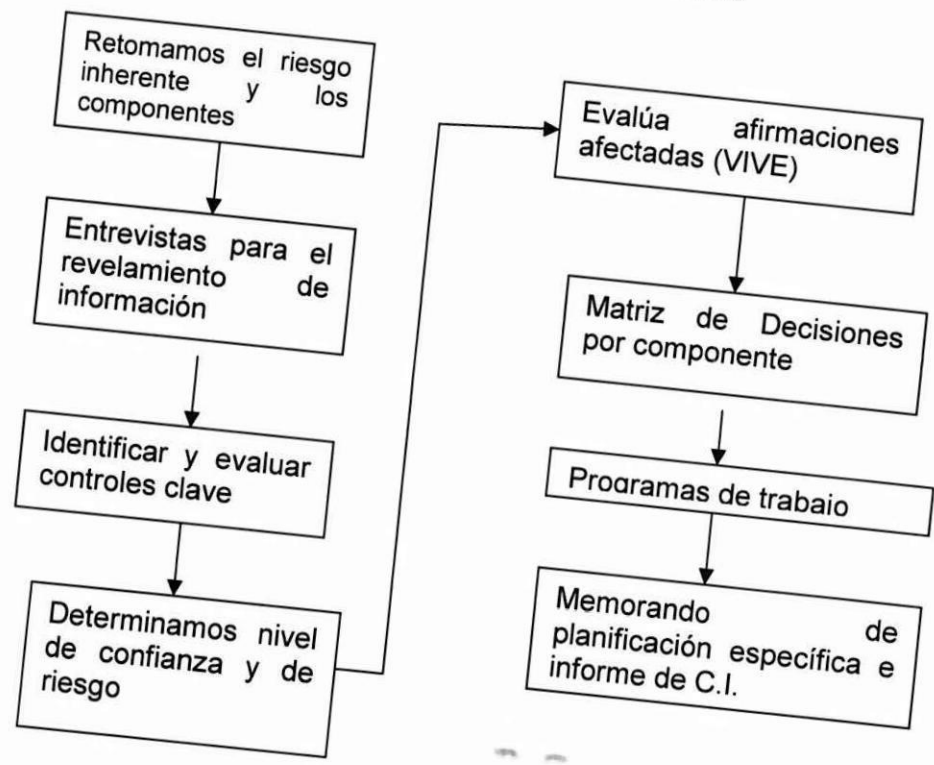 Retomamos el riesgo
inherente y los
componentes
Entrevistas para el
revelamiento de
información
Identificar y evaluar
controles clave
Determinamos nivel
de confianza y de
riesgo
Evalúa afirmaciones
afectadas (VIVE)
Matriz de Decisiones
por componente
Programas de trabajo
Memorando de
planificación específica e
informe de C.I.